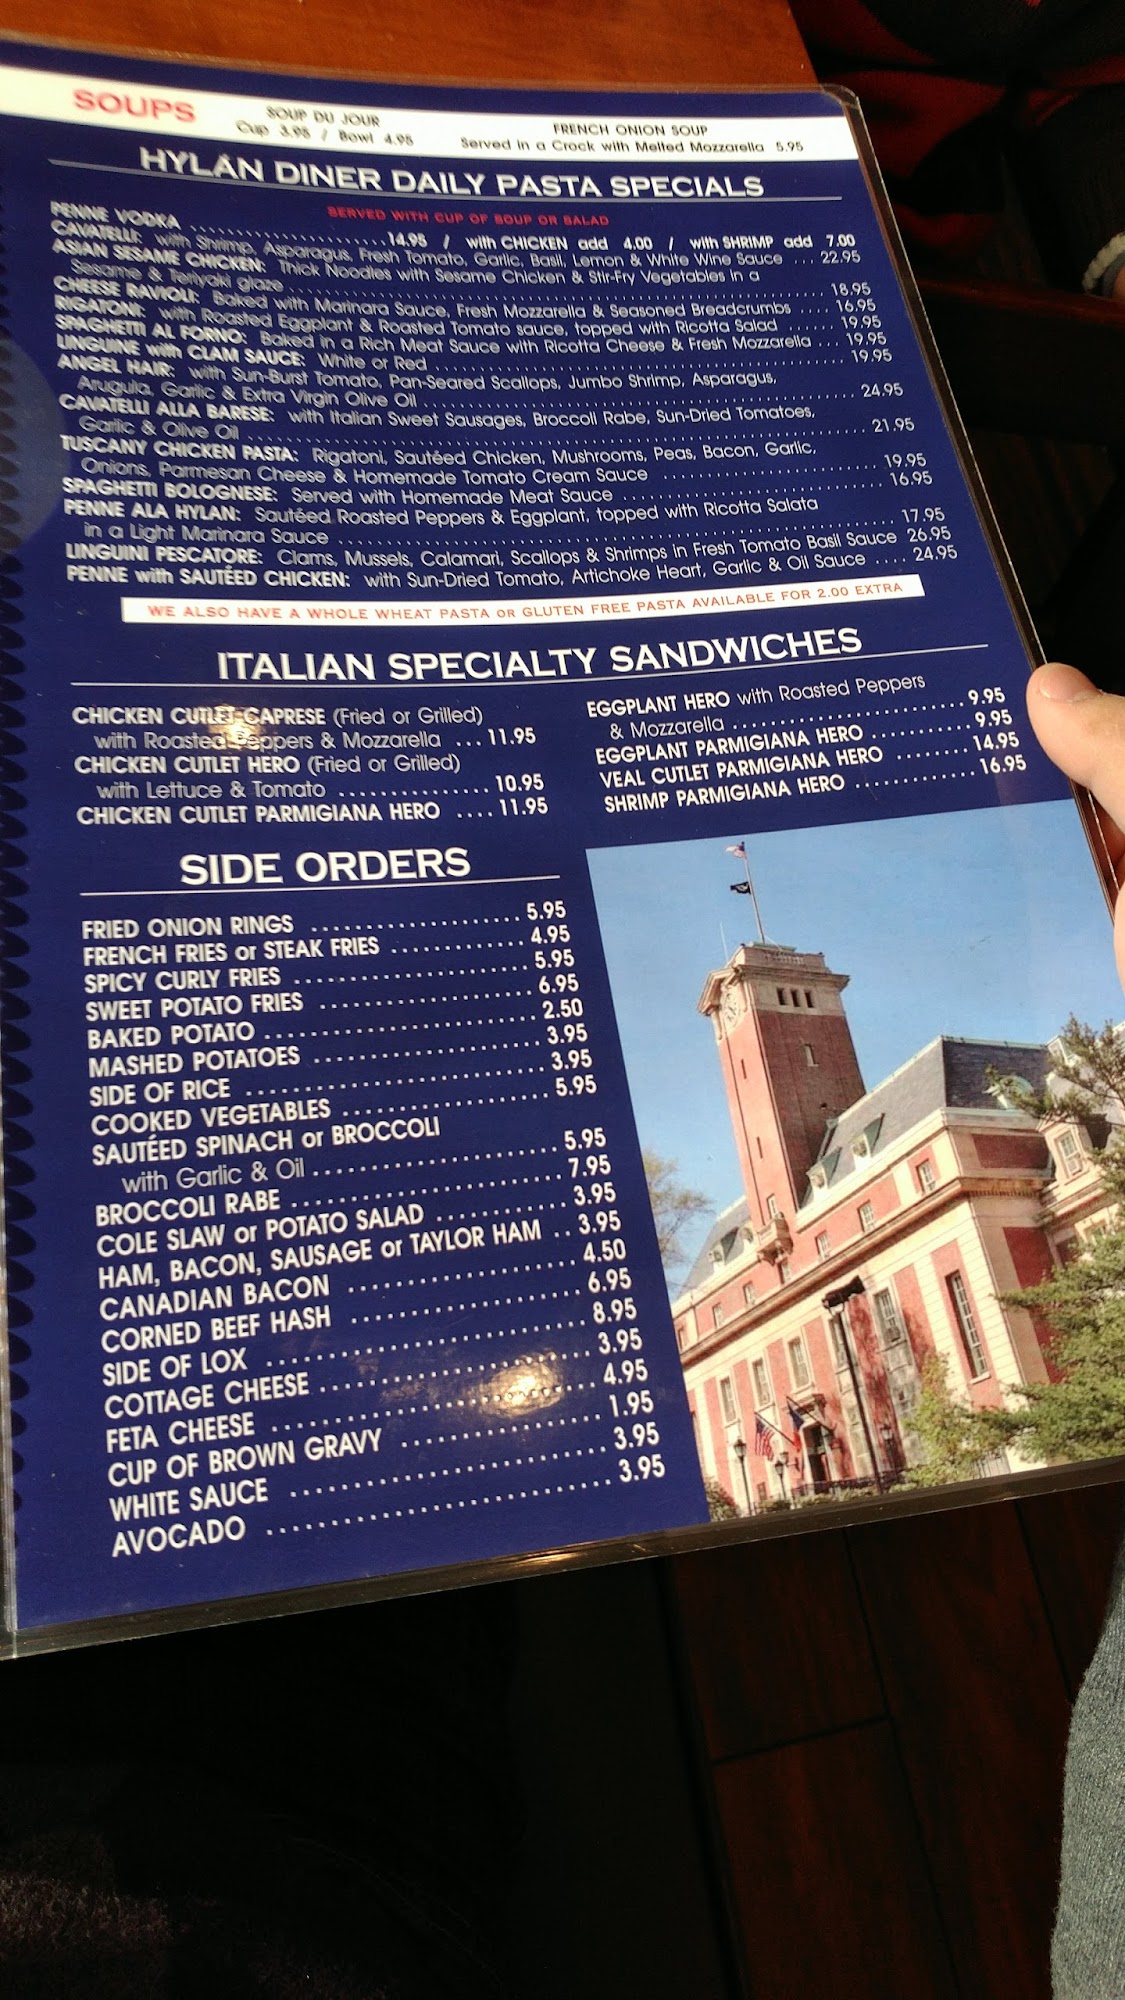 SOUPS
SOUP DU JOUR
Cup 3.95 / Bowl 4.95
FRENCH ONION SOUP
Served in a Crock with Melted Mozzarella 5.95
HYLAN DINER DAILY PASTA SPECIALS
SERVED WITH CUP OF SOUP OR SALAD
PENNE VODKA ..................... 14.95 / with CHICKEN add 4.00 / with SHRIMP add 7.00
CAVATELLI: with Shrimp, Asparagus, Fresh Tomato, Garlic, Basil, Lemon & White Wine Sauce ... 22.95
ASIAN SESAME CHICKEN: Thick Noodles with Sesame Chicken & Stir-Fry Vegetables in a
Sesame & Teriyaki glaze ..................... 18.95
CHEESE RAVIOLI: Baked with Marinara Sauce, Fresh Mozzarella & Seasoned Breadcrumbs .... 16.95
RIGATONI: with Roasted Eggplant & Roasted Tomato sauce, topped with Ricotta Salad ....... 19.95
SPAGHETTI AL FORNO: Baked in a Rich Meat Sauce with Ricotta Cheese & Fresh Mozzarella ... 19.95
LINGUINE with CLAM SAUCE: White or Red ..................... 19.95
ANGEL HAIR: with Sun-Burst Tomato, Pan-Seared Scallops, Jumbo Shrimp, Asparagus,
Arugula, Garlic & Extra Virgin Olive Oil ..................... 24.95
CAVATELLI ALLA BARESE: with Italian Sweet Sausages, Broccoli Rabe, Sun-Dried Tomatoes,
Garlic & Olive Oil ..................... 21.95
TUSCANY CHICKEN PASTA: Rigatoni, Sautéed Chicken, Mushrooms, Peas, Bacon, Garlic,
Onions, Parmesan Cheese & Homemade Tomato Cream Sauce ..................... 19.95
SPAGHETTI BOLOGNESE: Served with Homemade Meat Sauce ..................... 16.95
PENNE ALA HYLAN: Sautéed Roasted Peppers & Eggplant, topped with Ricotta Salata
in a Light Marinara Sauce ..................... 17.95
LINGUINI PESCATORE: Clams, Mussels, Calamari, Scallops & Shrimps in Fresh Tomato Basil Sauce 26.95
PENNE with SAUTÉED CHICKEN: with Sun-Dried Tomato, Artichoke Heart, Garlic & Oil Sauce .... 24.95
WE ALSO HAVE A WHOLE WHEAT PASTA or GLUTEN FREE PASTA AVAILABLE FOR 2.00 EXTRA
ITALIAN SPECIALTY SANDWICHES
CHICKEN CUTLET CAPRESE (Fried or Grilled)
with Roasted Peppers & Mozzarella ... 11.95
CHICKEN CUTLET HERO (Fried or Grilled)
with Lettuce & Tomato ............... 10.95
CHICKEN CUTLET PARMIGIANA HERO .... 11.95
EGGPLANT HERO with Roasted Peppers
& Mozzarella ..................... 9.95
EGGPLANT PARMIGIANA HERO .......... 9.95
VEAL CUTLET PARMIGIANA HERO ........ 14.95
SHRIMP PARMIGIANA HERO ............ 16.95
SIDE ORDERS
FRIED ONION RINGS ..................... 5.95
FRENCH FRIES or STEAK FRIES ............. 4.95
SPICY CURLY FRIES ..................... 5.95
SWEET POTATO FRIES ..................... 6.95
BAKED POTATO ..................... 2.50
MASHED POTATOES ..................... 3.95
SIDE OF RICE ..................... 3.95
COOKED VEGETABLES ..................... 5.95
SAUTÉED SPINACH or BROCCOLI
with Garlic & Oil ..................... 5.95
BROCCOLI RABE ..................... 7.95
COLE SLAW or POTATO SALAD ............ 3.95
HAM, BACON, SAUSAGE or TAYLOR HAM .. 3.95
CANADIAN BACON ..................... 4.50
CORNED BEEF HASH ..................... 6.95
SIDE OF LOX ..................... 8.95
COTTAGE CHEESE ..................... 3.95
FETA CHEESE ..................... 4.95
CUP OF BROWN GRAVY ................ 1.95
WHITE SAUCE ..................... 3.95
AVOCADO ..................... 3.95